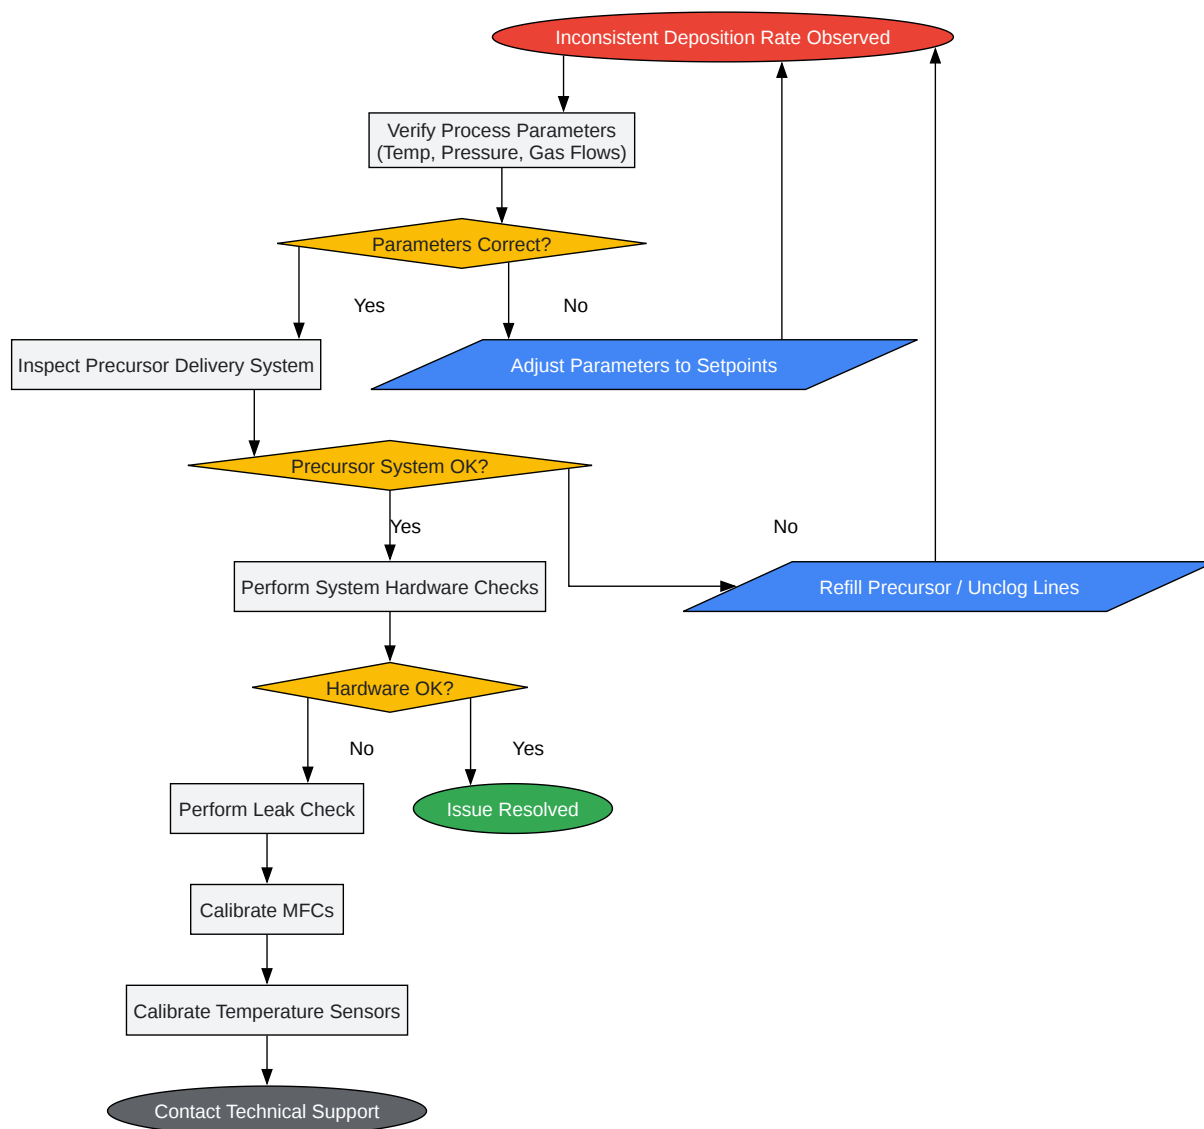 Inconsistent Deposition Rate Observed
Verify Process Parameters
(Temp, Pressure, Gas Flows)
Parameters Correct?
Yes
No
Inspect Precursor Delivery System
Adjust Parameters to Setpoints
Precursor System OK?
Yes
No
Perform System Hardware Checks
Refill Precursor / Unclog Lines
Hardware OK?
No
Yes
Perform Leak Check
Issue Resolved
Calibrate MFCs
Calibrate Temperature Sensors
Contact Technical Support